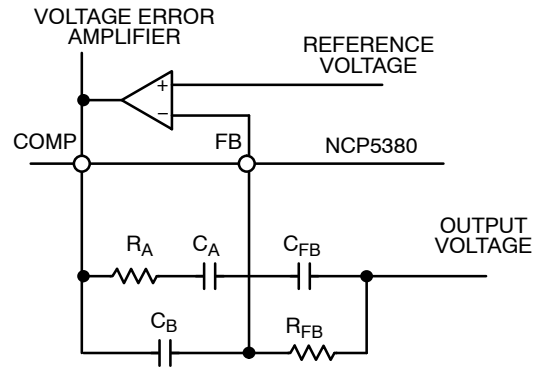 VOLTAGE ERROR
AMPLIFIER
REFERENCE
VOLTAGE
+
−
COMP
FB
NCP5380
OUTPUT
VOLTAGE
RA
CA
CFB
CB
RFB